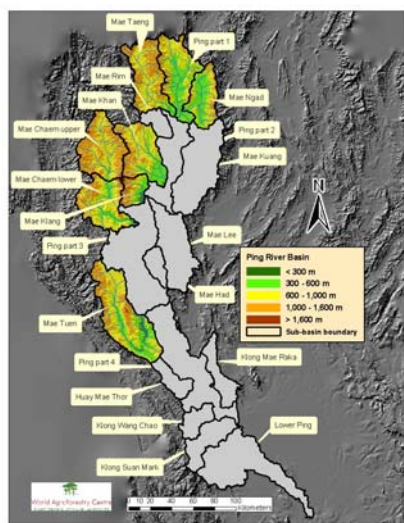 Mae Taeng
Ping part 1
Mae Rim
Mae Khan
Mae Ngad
Mae Chaem upper
Ping part 2
Mae Kuang
Mae Chaem lower
Mae Klang
N
Ping part 3
Mae Lee
Ping River Basin
< 300 m
300 - 600 m
600 - 1,000 m
1,000 - 1,600 m
> 1,600 m
Sub-basin boundary
Mae Had
Mae Tuen
Klong Mae Raka
Ping part 4
Huay Mae Thor
Klong Wang Chao
Lower Ping
Klong Suan Mark
World Agroforestry Centre
0 10 20 40 60 80 100
Kilometers